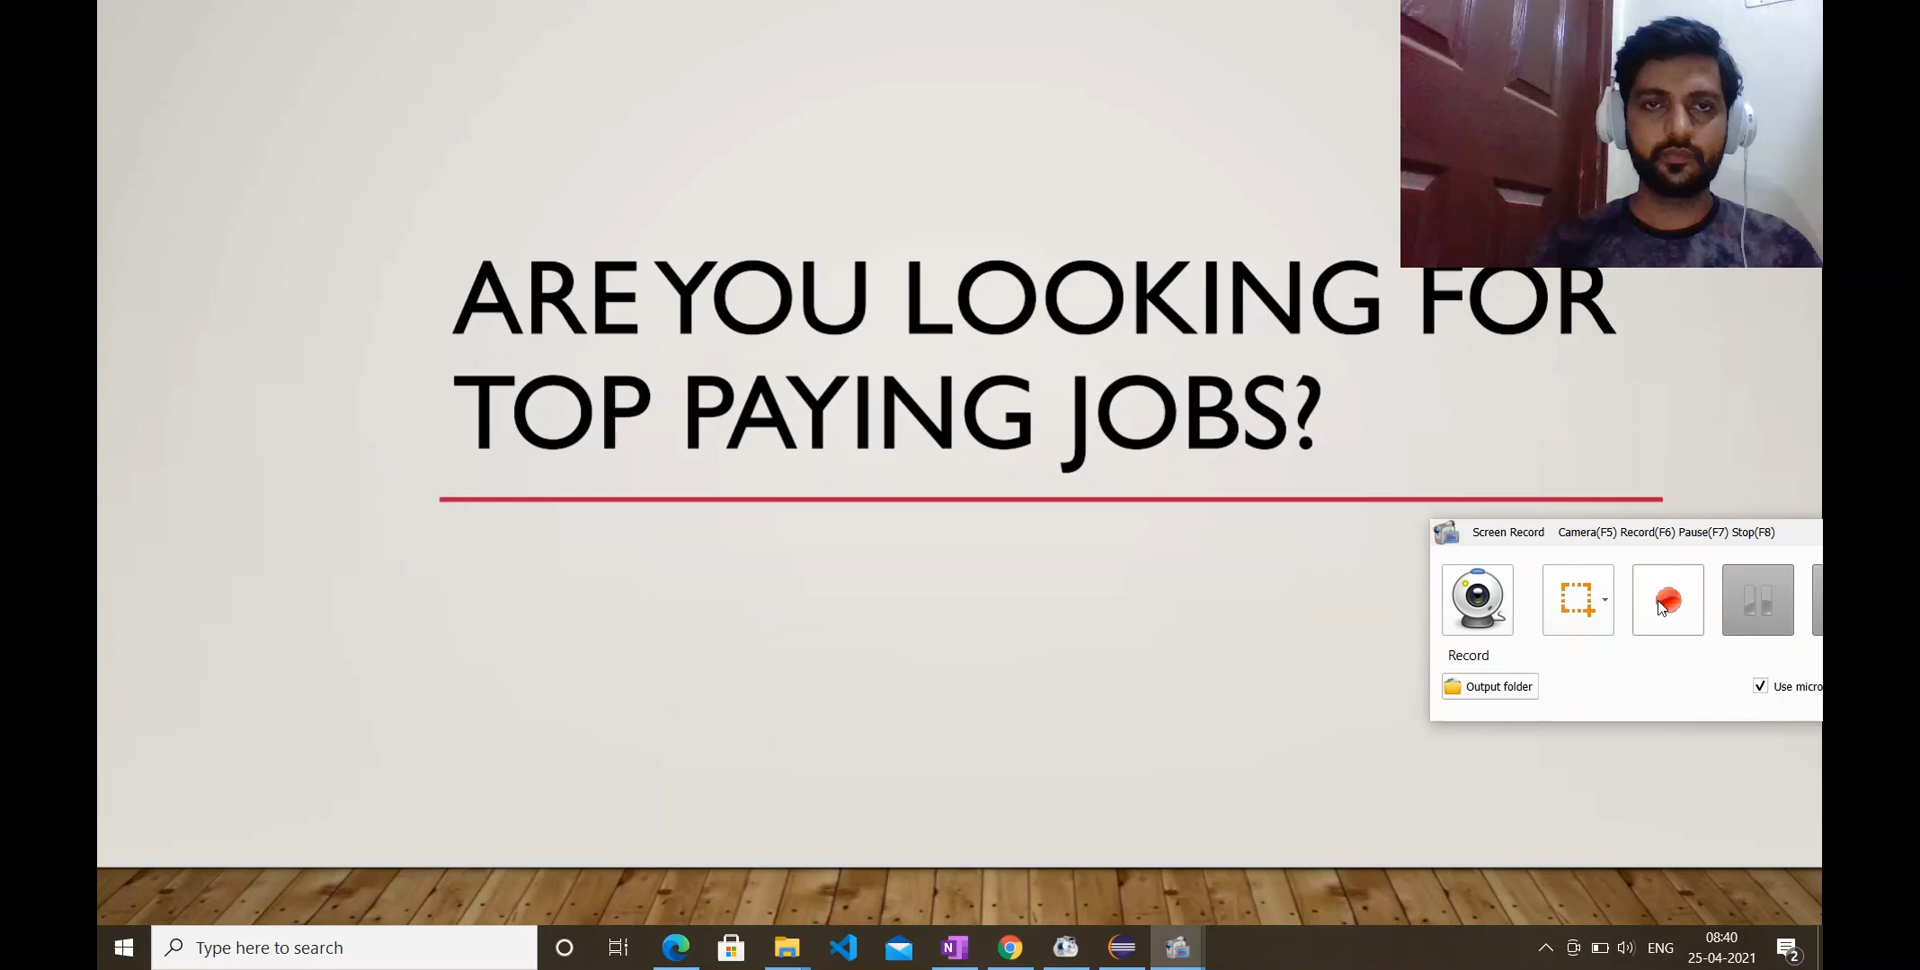 ARE YOU LOOKING FOR
TOP PAYING JOBS?
Screen Record Camera(F5) Record(F6) Pause(F7) Stop(F8)
Record
Output folder
Use micro
Type here to search
N
ENG
08:40
25-04-2021
2